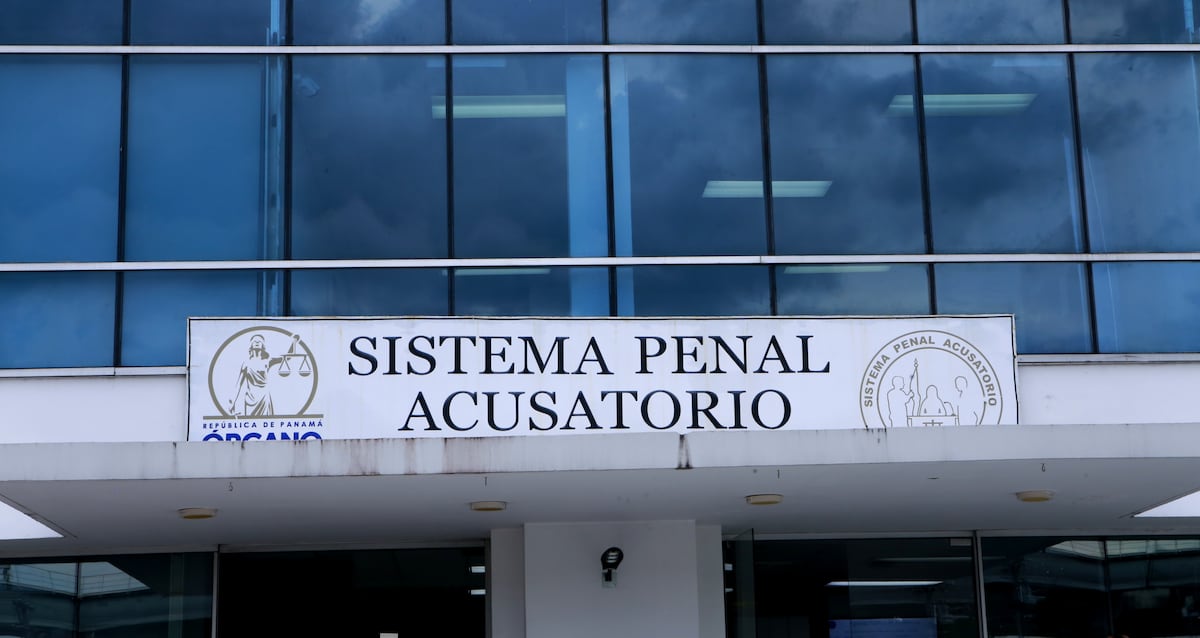 SISTEMA PENAL
ACUSATORIO
REPÚBLICA DE PANAMÁ
ÓRGANO
SISTEMA PENAL ACUSATORIO